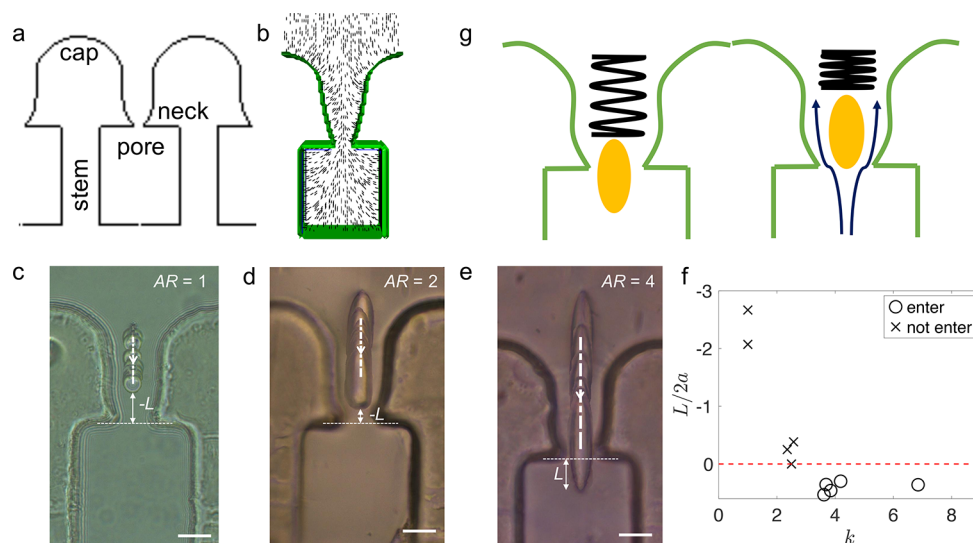 a
cap
neck
pore
stem
b
g
c
AR = 1
-L
d
AR = 2
-L
e
AR = 4
L
f
-3
-2
-1
0
L/2a
0 2 4 6 8
k
enter
not enter